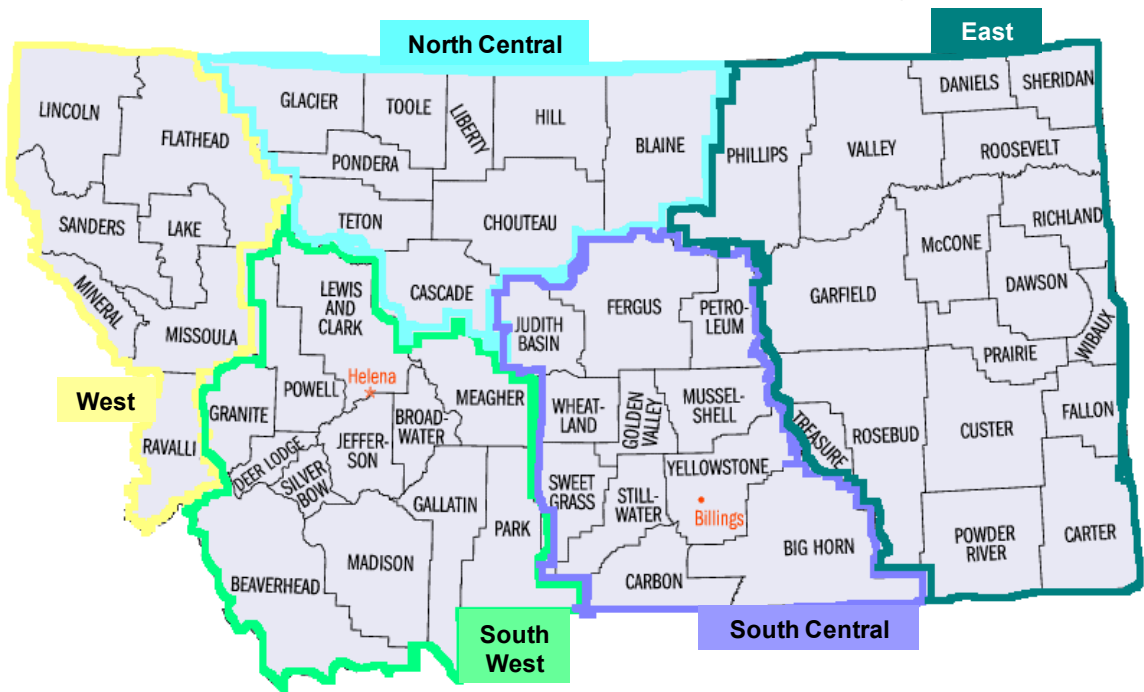 North Central
East
LINCOLN
FLATHEAD
GLACIER
TOOLE
LIBERTY
HILL
BLAINE
PHILLIPS
VALLEY
DANIELS
SHERIDAN
ROOSEVELT
PONDERA
SANDERS
LAKE
TETON
CHOUTEAU
RICHLAND
McCONE
MINERAL
MISSOULA
LEWIS
AND
CLARK
CASCADE
JUDITH
BASIN
FERGUS
PETRO-
LEUM
GARFIELD
DAWSON
WIBAUX
PRAIRIE
West
Helena
POWELL
GRANITE
MEAGHER
BROAD-
WATER
WHEAT-
LAND
GOLDEN
VALLEY
MUSSEL-
SHELL
TREASURE
ROSEBUD
CUSTER
FALLON
RAVALLI
DEER LODGE
SILVER
BOW
JEFFER-
SON
GALLATIN
PARK
SWEET
GRASS
STILL-
WATER
YELLOWSTONE
Billings
BIG HORN
POWDER
RIVER
CARTER
BEAVERHEAD
MADISON
CARBON
South
West
South Central